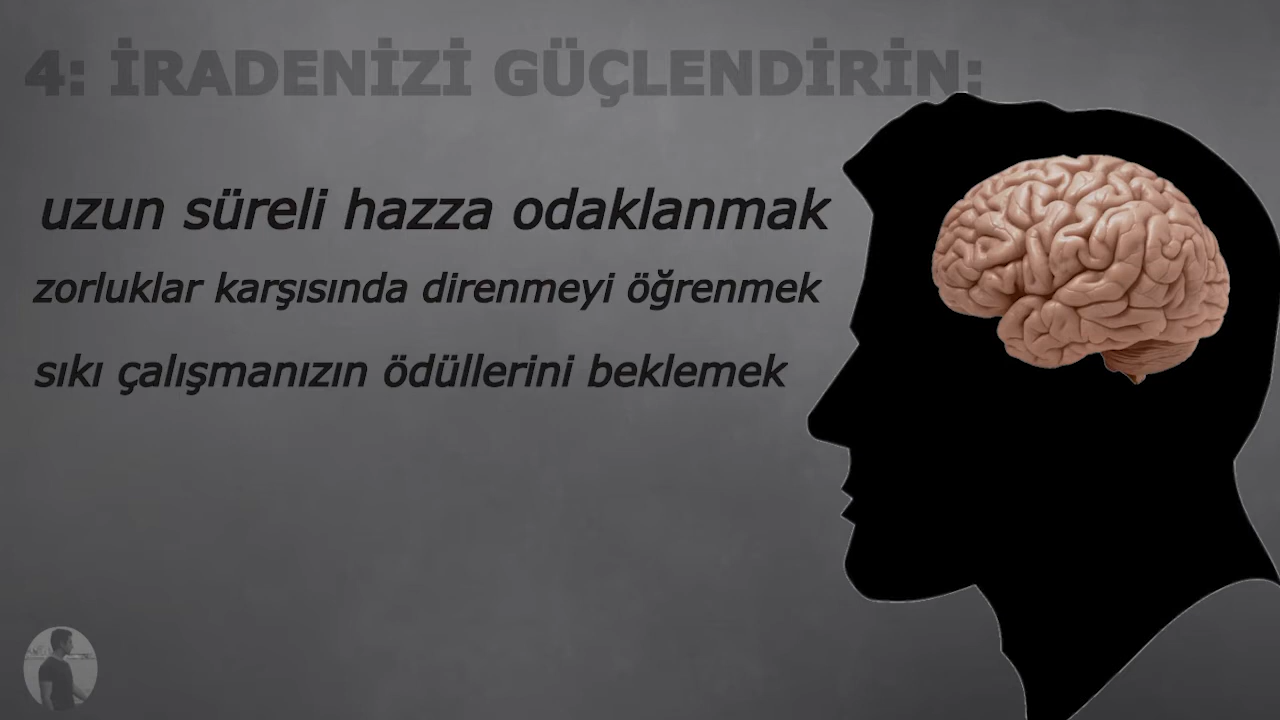 4: İRADENİZİ GÜÇLENDİRİN:
uzun süreli hazza odaklanmak
zorluklar karşısında direnmeyi öğrenmek
sıkı çalışmanızın ödüllerini beklemek